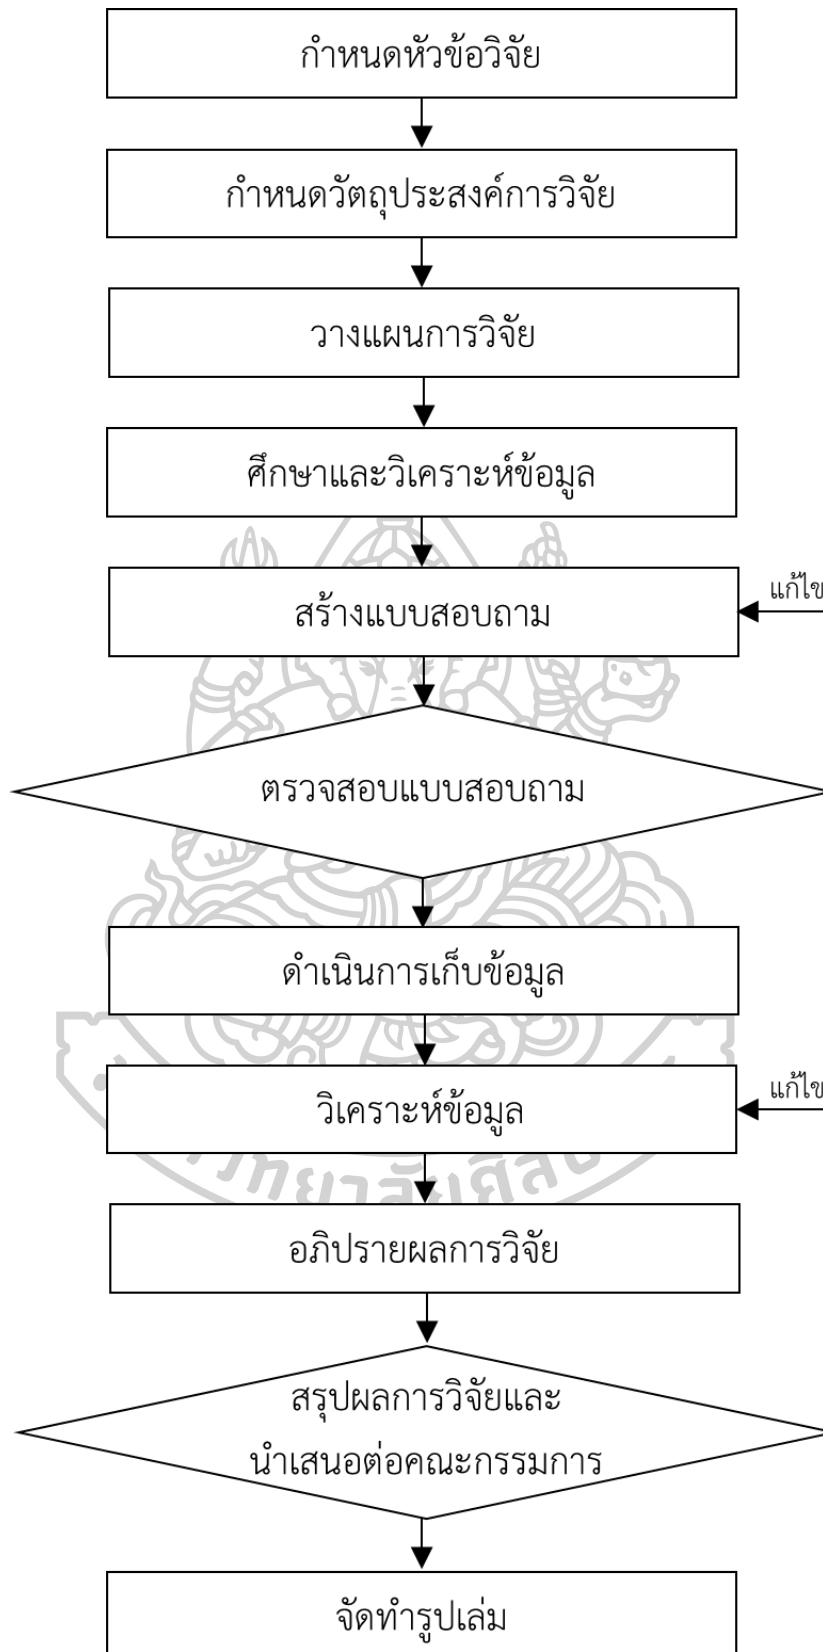 กำหนดหัวข้อวิจัย
กำหนดวัตถุประสงค์การวิจัย
วางแผนการวิจัย
ศึกษาและวิเคราะห์ข้อมูล
แก้ไข
สร้างแบบสอบถาม
ตรวจสอบแบบสอบถาม
ดำเนินการเก็บข้อมูล
แก้ไข
วิเคราะห์ข้อมูล
อภิปรายผลการวิจัย
สรุปผลการวิจัยและ
นำเสนอต่อคณะกรรมการ
จัดทำรูปเล่ม